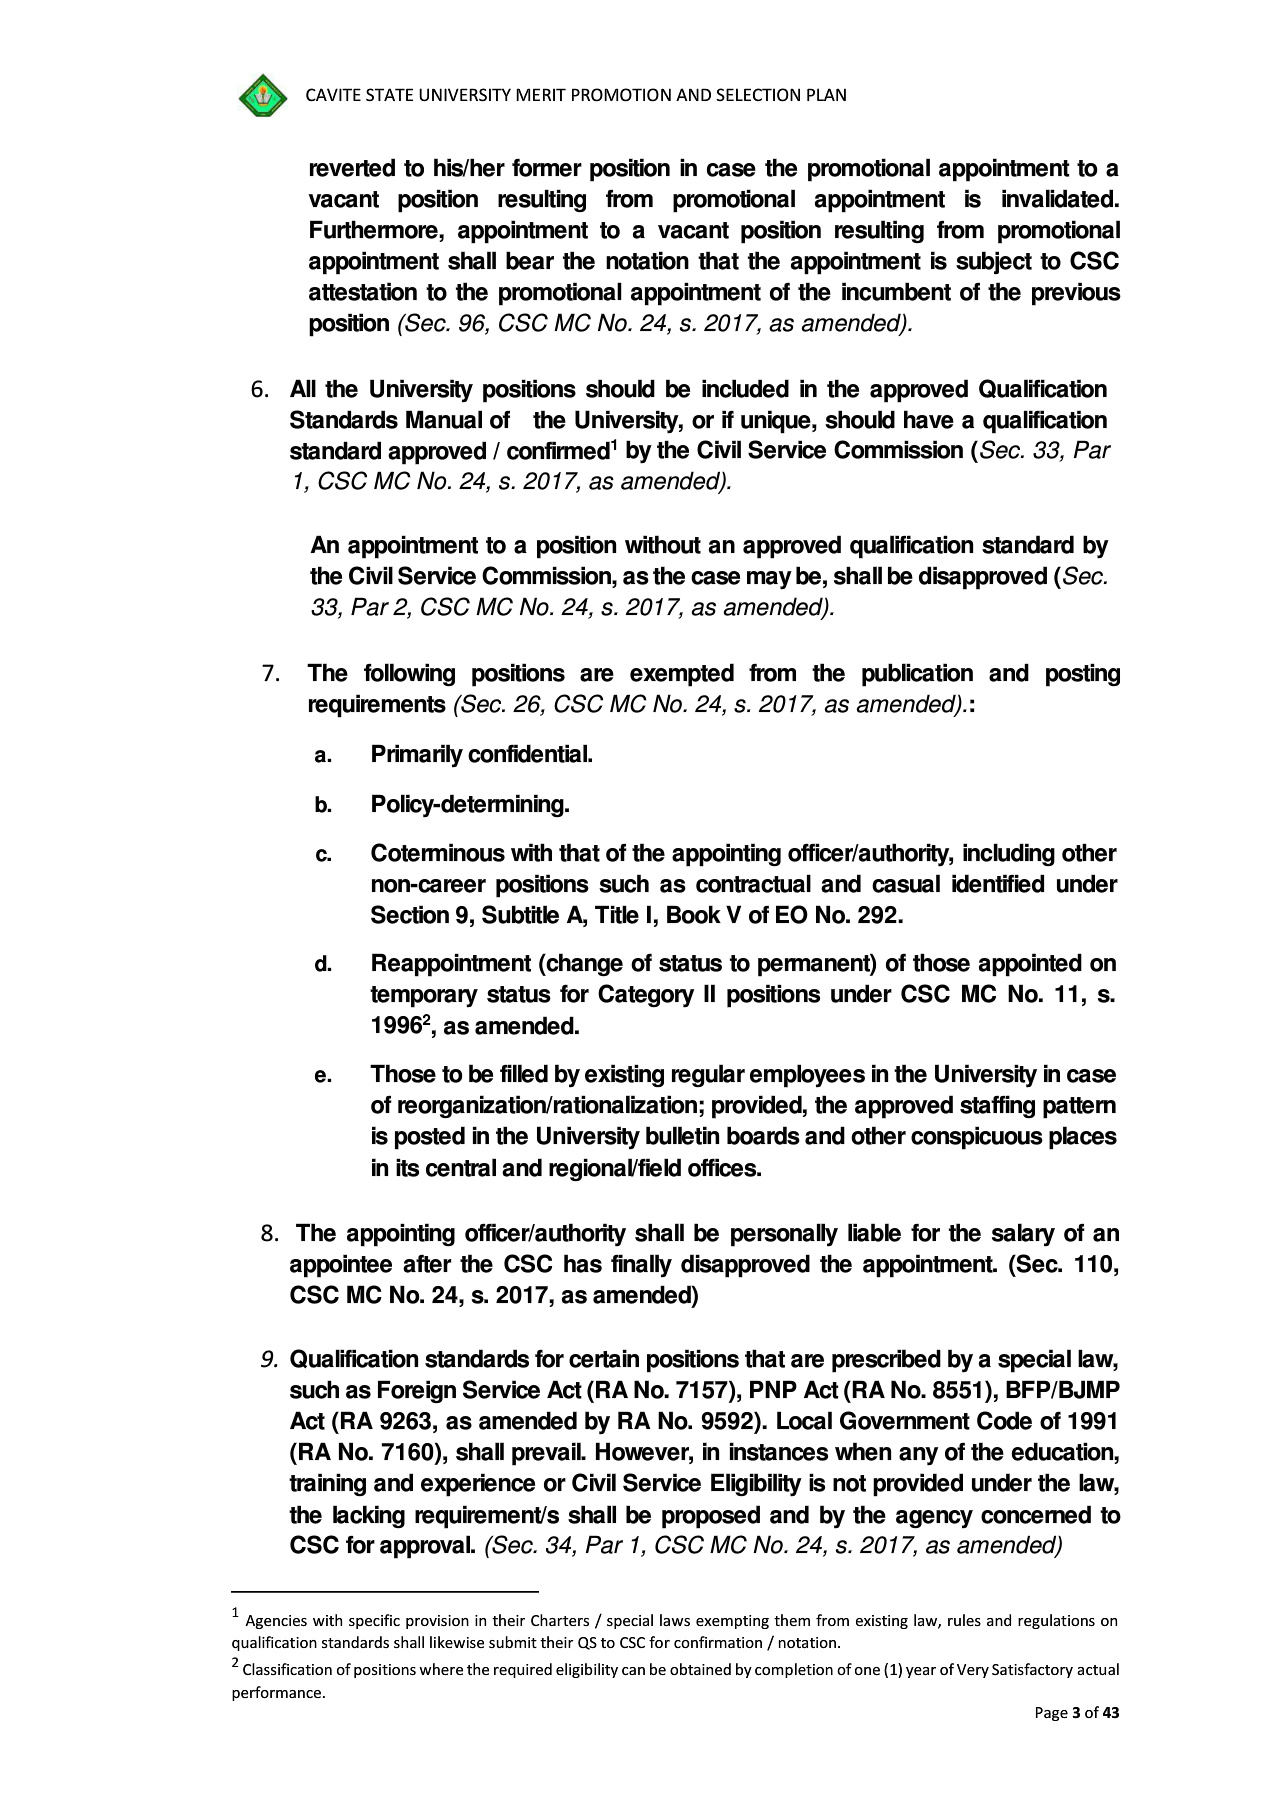 CAVITE STATE UNIVERSITY MERIT PROMOTION AND SELECTION PLAN
reverted to his/her former position in case the promotional appointment to a
vacant position resulting from promotional appointment is invalidated.
Furthermore, appointment to a vacant position resulting from promotional
appointment shall bear the notation that the appointment is subject to CSC
attestation to the promotional appointment of the incumbent of the previous
position (Sec. 96, CSC MC No. 24, s. 2017, as amended).
6. All the University positions should be included in the approved Qualification
Standards Manual of the University, or if unique, should have a qualification
standard approved / confirmed¹ by the Civil Service Commission (Sec. 33, Par
1, CSC MC No. 24, s. 2017, as amended).
An appointment to a position without an approved qualification standard by
the Civil Service Commission, as the case may be, shall be disapproved (Sec.
33, Par 2, CSC MC No. 24, s. 2017, as amended).
7. The following positions are exempted from the publication and posting
requirements (Sec. 26, CSC MC No. 24, s. 2017, as amended).:
a. Primarily confidential.
b. Policy-determining.
c. Coterminous with that of the appointing officer/authority, including other
non-career positions such as contractual and casual identified under
Section 9, Subtitle A, Title I, Book V of EO No. 292.
d. Reappointment (change of status to permanent) of those appointed on
temporary status for Category II positions under CSC MC No. 11, s.
1996², as amended.
e. Those to be filled by existing regular employees in the University in case
of reorganization/rationalization; provided, the approved staffing pattern
is posted in the University bulletin boards and other conspicuous places
in its central and regional/field offices.
8. The appointing officer/authority shall be personally liable for the salary of an
appointee after the CSC has finally disapproved the appointment. (Sec. 110,
CSC MC No. 24, s. 2017, as amended)
9. Qualification standards for certain positions that are prescribed by a special law,
such as Foreign Service Act (RA No. 7157), PNP Act (RA No. 8551), BFP/BJMP
Act (RA 9263, as amended by RA No. 9592). Local Government Code of 1991
(RA No. 7160), shall prevail. However, in instances when any of the education,
training and experience or Civil Service Eligibility is not provided under the law,
the lacking requirement/s shall be proposed and by the agency concerned to
CSC for approval. (Sec. 34, Par 1, CSC MC No. 24, s. 2017, as amended)
¹ Agencies with specific provision in their Charters / special laws exempting them from existing law, rules and regulations on
qualification standards shall likewise submit their QS to CSC for confirmation / notation.
² Classification of positions where the required eligibility can be obtained by completion of one (1) year of Very Satisfactory actual
performance.
Page 3 of 43